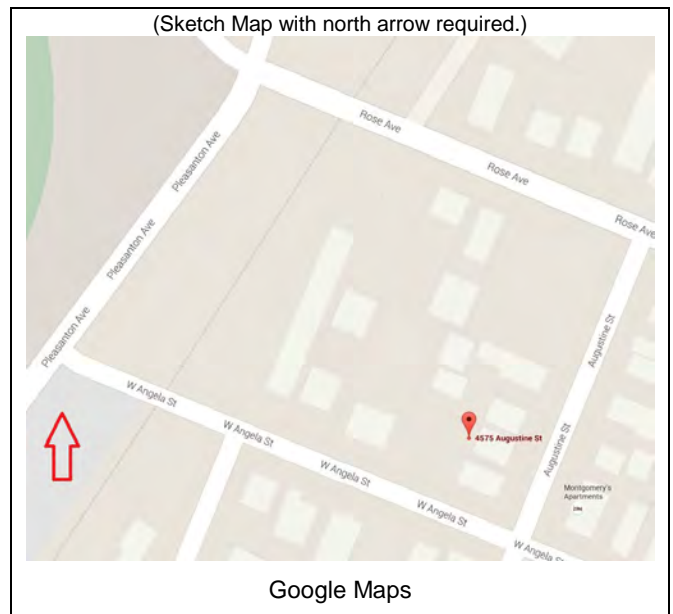 (Sketch Map with north arrow required.)
Rose Ave
Rose Ave
Rose Ave
Pleasanton Ave
Pleasanton Ave
Pleasanton Ave
Augustine St
Augustine St
W Angela St
W Angela St
W Angela St
W Angela St
W Angela St
4575 Augustine St
Montgomery's
Apartments
Google Maps